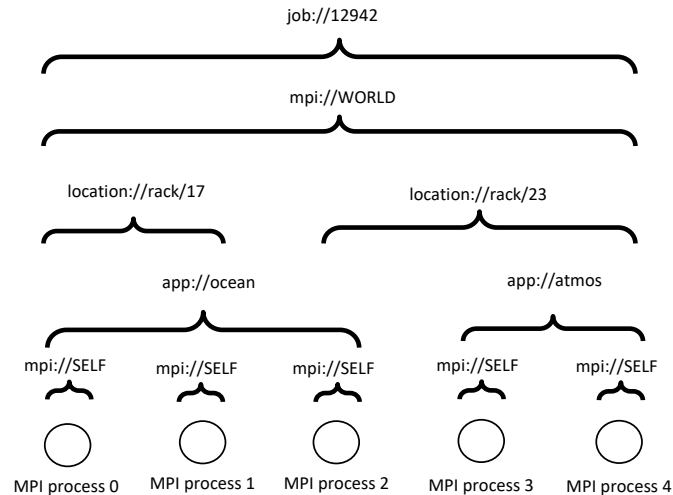 job://12942
mpi://WORLD
location://rack/17
location://rack/23
app://ocean
app://atmos
mpi://SELF
mpi://SELF
mpi://SELF
mpi://SELF
mpi://SELF
MPI process 0
MPI process 1
MPI process 2
MPI process 3
MPI process 4